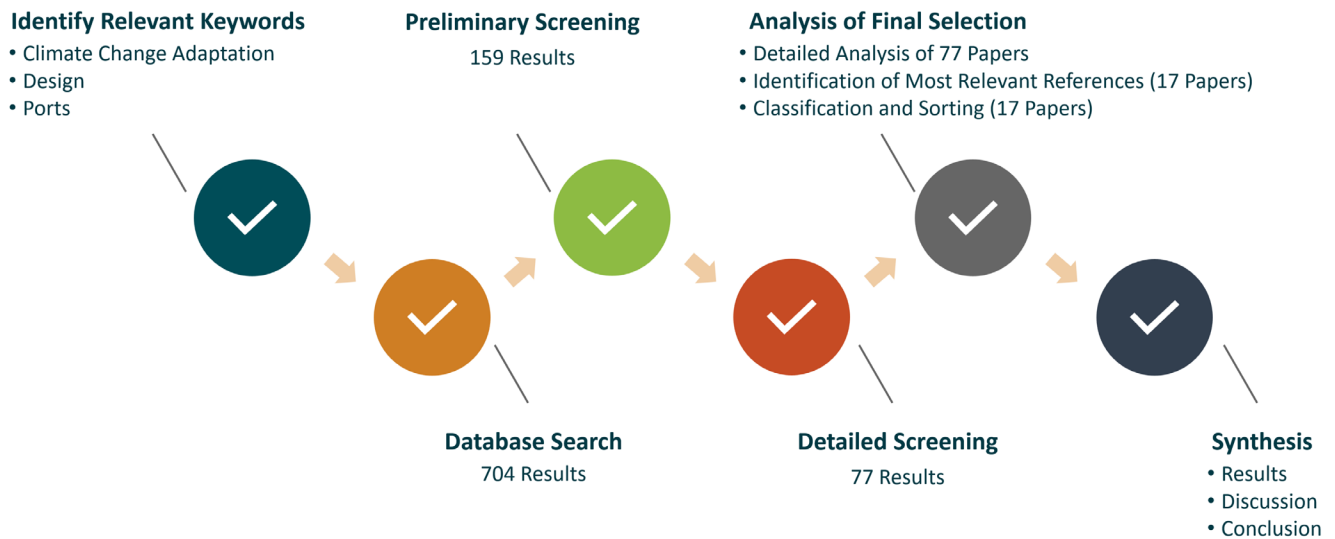 Identify Relevant Keywords
• Climate Change Adaptation
• Design
• Ports
Database Search
704 Results
Preliminary Screening
159 Results
Detailed Screening
77 Results
Analysis of Final Selection
• Detailed Analysis of 77 Papers
• Identification of Most Relevant References (17 Papers)
• Classification and Sorting (17 Papers)
Synthesis
• Results
• Discussion
• Conclusion